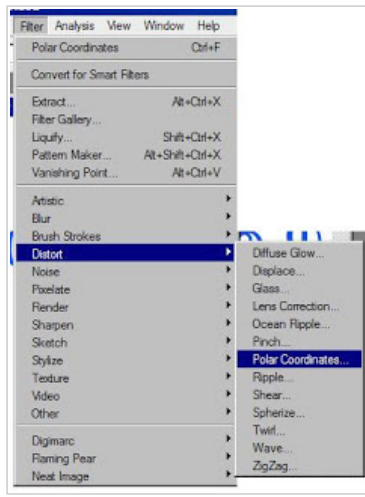 Filter Analysis View Window Help
Polar Coordinates Ctrl+F
Convert for Smart Filters
Extract... Alt+Ctrl+X
Filter Gallery...
Liquify... Shift+Ctrl+X
Pattern Maker... Alt+Shift+Ctrl+X
Vanishing Point... Alt+Ctrl+V
Artistic
Blur
Brush Strokes
Distort
Noise
Pixelate
Render
Sharpen
Sketch
Stylize
Texture
Video
Other
Digimarc
Flaming Pear
Neat Image
Diffuse Glow...
Displace...
Glass...
Lens Correction...
Ocean Ripple...
Pinch...
Polar Coordinates...
Ripple...
Shear...
Spherize...
Twirl...
Wave...
ZigZag...